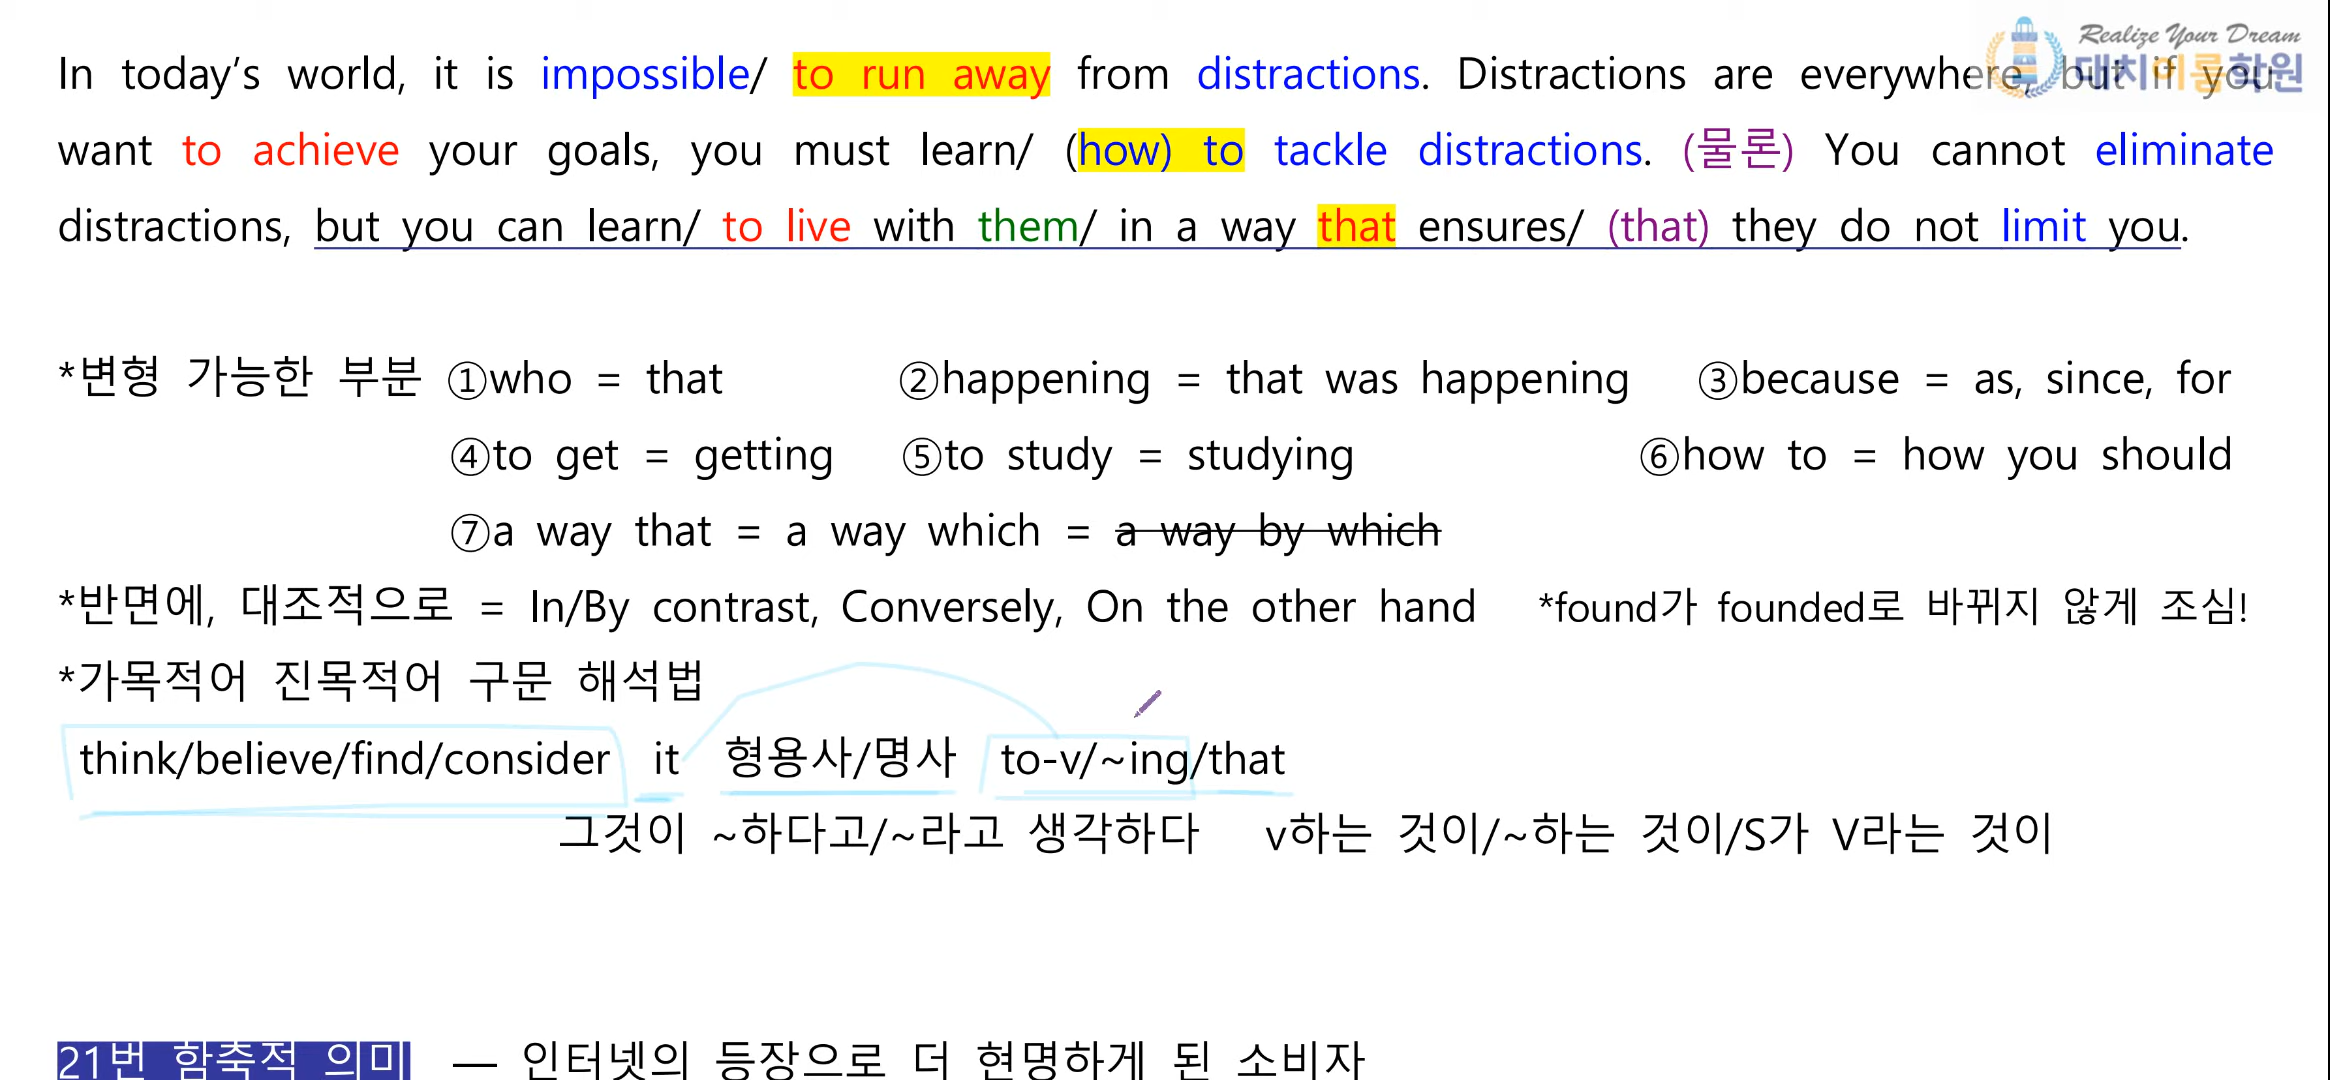 Realize Your Dream
대치미룸학원
In today's world, it is impossible/ to run away from distractions. Distractions are everywhere, but if you
want to achieve your goals, you must learn/ (how) to tackle distractions. (물론) You cannot eliminate
distractions, but you can learn/ to live with them/ in a way that ensures/ (that) they do not limit you.
*변형 가능한 부분 ①who = that ②happening = that was happening ③because = as, since, for
④to get = getting ⑤to study = studying ⑥how to = how you should
⑦a way that = a way which = a way by which
*반면에, 대조적으로 = In/By contrast, Conversely, On the other hand *found가 founded로 바뀌지 않게 조심!
*가목적어 진목적어 구문 해석법
think/believe/find/consider it 형용사/명사 to-v/~ing/that
그것이 ~하다고/~라고 생각하다 v하는 것이/~하는 것이/S가 V라는 것이
21번 함축적 의미 — 인터넷의 등장으로 더 현명하게 된 소비자